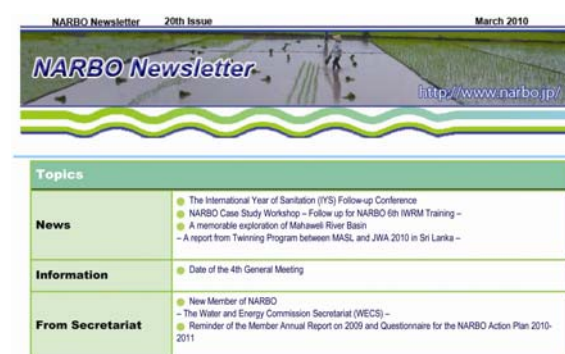 NARBO Newsletter 20th Issue March 2010
NARBO Newsletter
http://www.narbo.jp/
Topics
News
The International Year of Sanitation (IYS) Follow-up Conference
NARBO Case Study Workshop – Follow up for NARBO 6th IWRM Training –
A memorable exploration of Mahaweli River Basin
– A report from Twinning Program between MASL and JWA 2010 in Sri Lanka –
Information
Date of the 4th General Meeting
From Secretariat
New Member of NARBO
– The Water and Energy Commission Secretariat (WECS) –
Reminder of the Member Annual Report on 2009 and Questionnaire for the NARBO Action Plan 2010-
2011